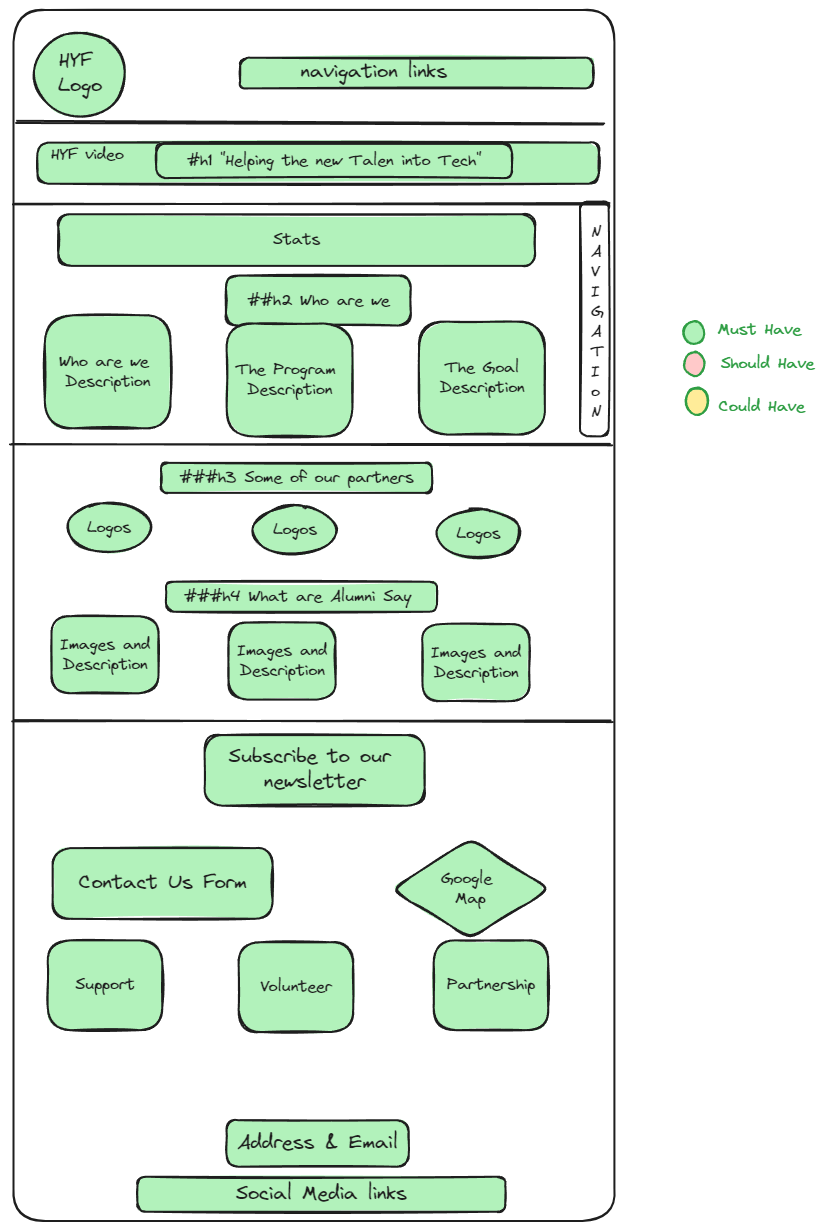 HYF
Logo
navigation links
HYF video
#h1 "Helping the new Talen into Tech"
Stats
N
A
V
I
G
A
T
I
O
N
##h2 Who are we
Who are we
Description
The Program
Description
The Goal
Description
Must Have
Should Have
Could Have
###h3 Some of our partners
Logos
Logos
Logos
###h4 What are Alumni Say
Images and
Description
Images and
Description
Images and
Description
Subscribe to our
newsletter
Contact Us Form
Google
Map
Support
Volunteer
Partnership
Address & Email
Social Media links